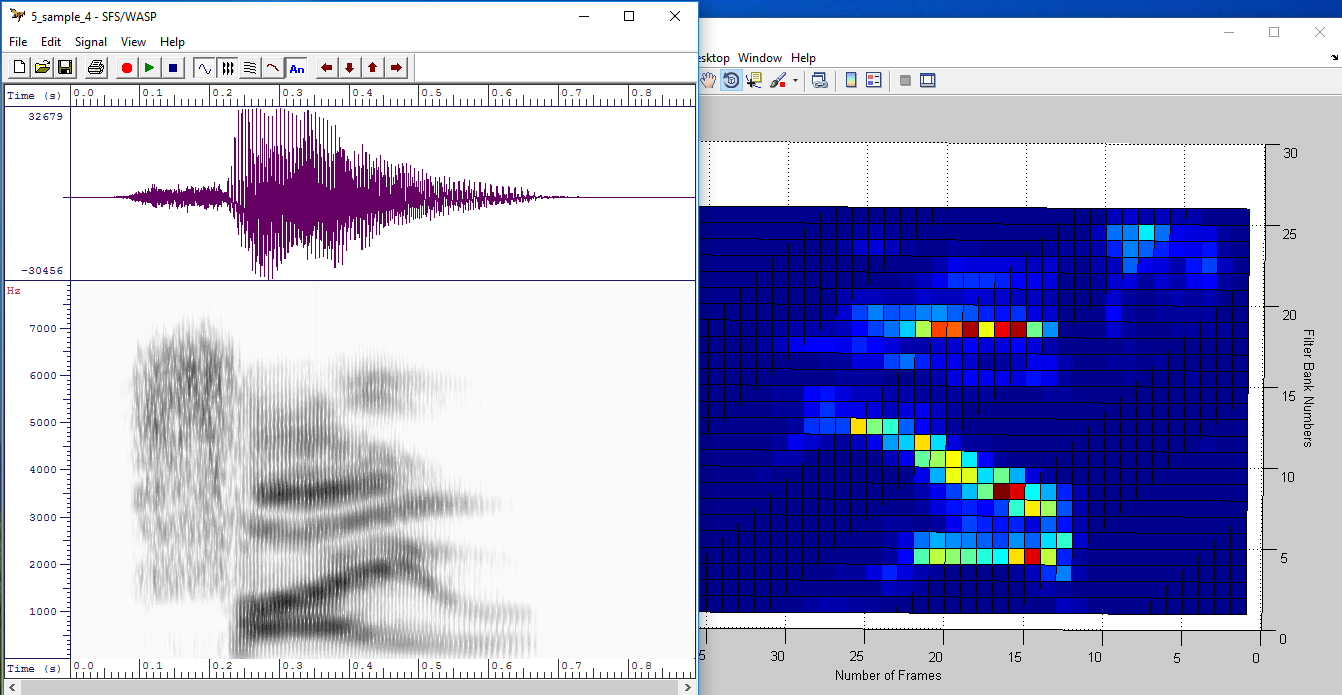 5_sample_4 - SFS/WASP
File Edit Signal View Help
An
Time (s) 0.0 0.1 0.2 0.3 0.4 0.5 0.6 0.7 0.8
32679
-30456
Hz
7000
6000
5000
4000
3000
2000
1000
Time (s) 0.0 0.1 0.2 0.3 0.4 0.5 0.6 0.7 0.8
sktop Window Help
30
25
20
15
10
5
0
Filter Bank Numbers
5 30 25 20 15 10 5 0
Number of Frames